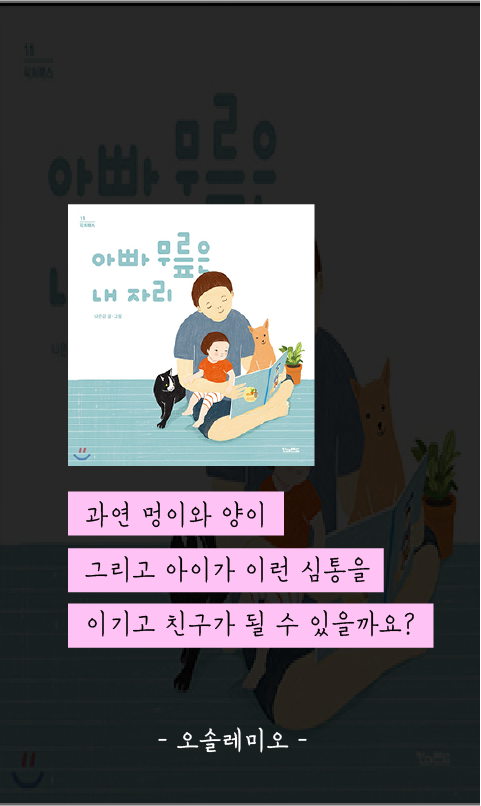 아빠 무릎은
내 자리
과연 멍이와 양이
그리고 아이가 이런 심통을
이기고 친구가 될 수 있을까요?
- 오솔레미오 -